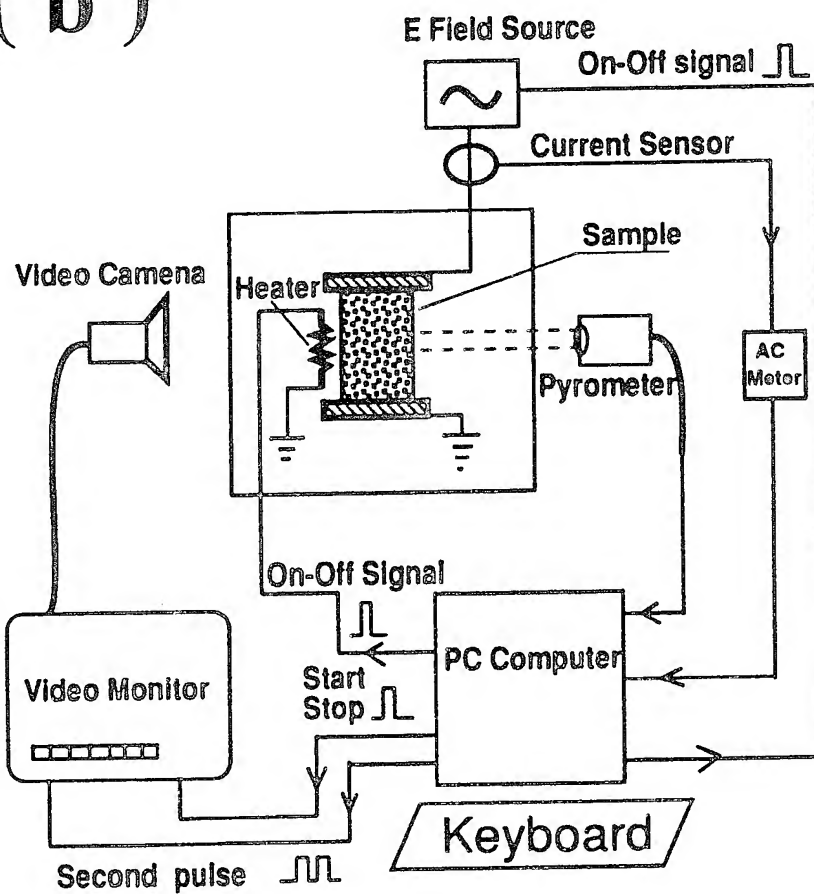 ( b )
E Field Source
On-Off signal
Current Sensor
Sample
Video Camena
Heater
Pyrometer
AC
Motor
On-Off Signal
PC Computer
Start
Stop
Video Monitor
Keyboard
Second pulse